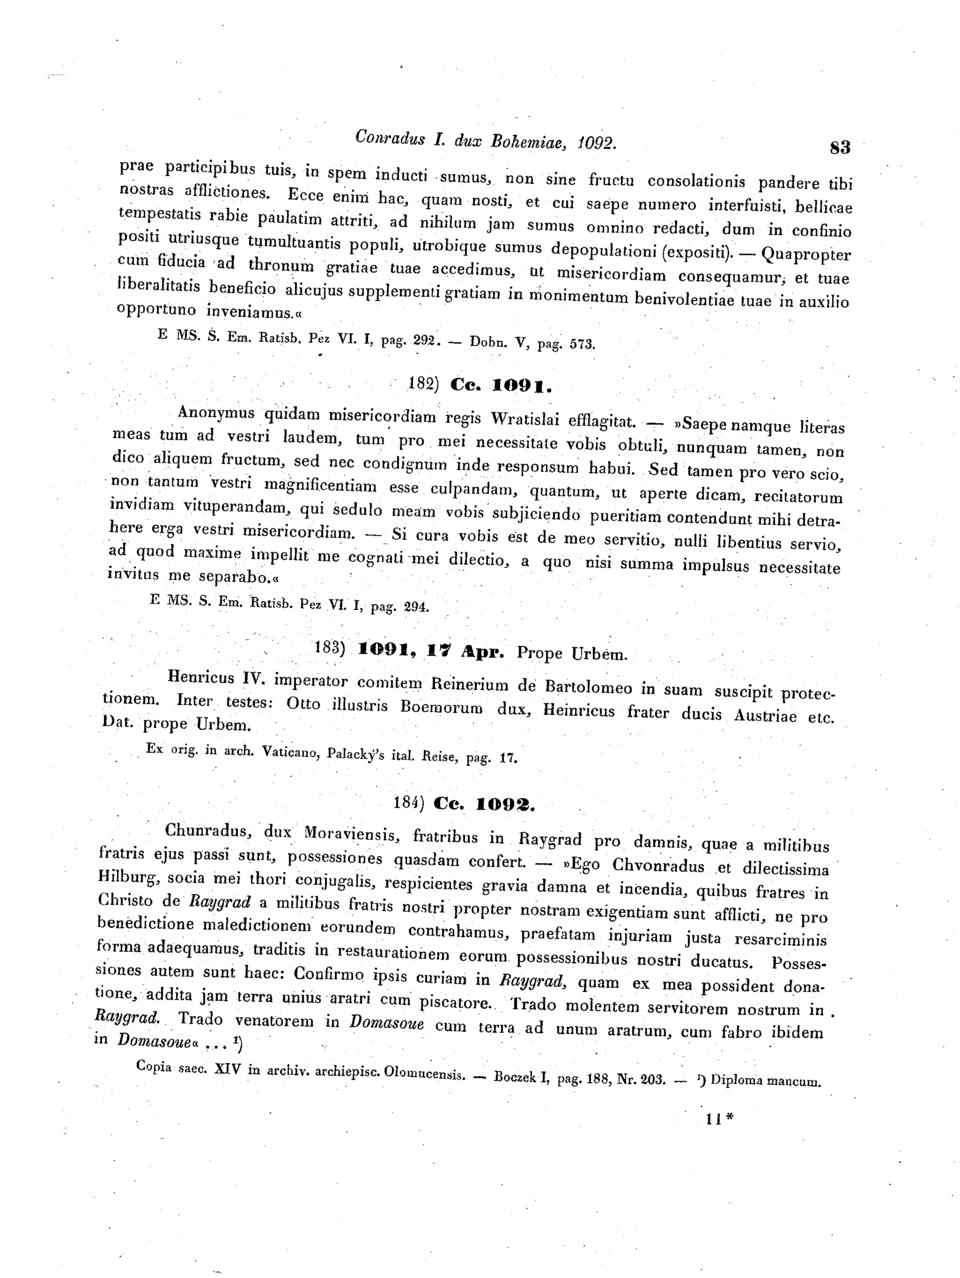 Conradus I. dux Bohemiae, 1092.
83
prae participibus tuis, in spem inducti sumus, non sine fructu consolationis pandere tibi
nostras afflictiones. Ecce enim hac, quam nosti, et cui saepe numero interfuisti, bellicae
tempestatis rabie paulatim attriti, ad nihilum jam sumus omnino redacti, dum in confinio
positi utriusque tumultuantis populi, utrobique sumus depopulationi (expositi). — Quapropter
cum fiducia ad thronum gratiae tuae accedimus, ut misericordiam consequamur, et tuae
liberalitatis beneficio alicujus supplementi gratiam in monimentum benivolentiae tuae in auxilio
opportuno inveniamus.«
E MS. S. Em. Ratisb. Pez VI. I, pag. 292. — Dobn. V, pag. 573.
182) Cc. 1091.
Anonymus quidam misericordiam regis Wratislai efflagitat. — »Saepe namque literas
meas tum ad vestri laudem, tum pro mei necessitate vobis obtuli, nunquam tamen, non
dico aliquem fructum, sed nec condignum inde responsum habui. Sed tamen pro vero scio,
non tantum vestri magnificentiam esse culpandam, quantum, ut aperte dicam, recitatorum
invidiam vituperandam, qui sedulo meam vobis subjiciendo pueritiam contendunt mihi detra-
here erga vestri misericordiam. — Si cura vobis est de meo servitio, nulli libentius servio,
ad quod maxime impellit me cognati mei dilectio, a quo nisi summa impulsus necessitate
invitus me separabo.«
E MS. S. Em. Ratisb. Pez VI. I, pag. 294.
183) 1091, 17 Apr. Prope Urbem.
Henricus IV. imperator comitem Reinerium de Bartolomeo in suam suscipit protec-
tionem. Inter testes: Otto illustris Boemorum dux, Heinricus frater ducis Austriae etc.
Dat. prope Urbem.
Ex orig. in arch. Vaticano, Palacký's ital. Reise, pag. 17.
184) Cc. 1092.
Chunradus, dux Moraviensis, fratribus in Raygrad pro damnis, quae a militibus
fratris ejus passi sunt, possessiones quasdam confert. — »Ego Chvonradus et dilectissima
Hilburg, socia mei thori conjugalis, respicientes gravia damna et incendia, quibus fratres in
Christo de Raygrad a militibus fratris nostri propter nostram exigentiam sunt afflicti, ne pro
benedictione maledictionem eorundem contrahamus, praefatam injuriam justa resarciminis
forma adaequamus, traditis in restaurationem eorum possessionibus nostri ducatus. Posses-
siones autem sunt haec: Confirmo ipsis curiam in Raygrad, quam ex mea possident dona-
tione, addita jam terra unius aratri cum piscatore. Trado molentem servitorem nostrum in
Raygrad. Trado venatorem in Domasoue cum terra ad unum aratrum, cum fabro ibidem
in Domasoue« ... ¹)
Copia saec. XIV in archiv. archiepisc. Olomucensis. — Boczek I, pag. 188, Nr. 203. — ¹) Diploma mancum.
11*